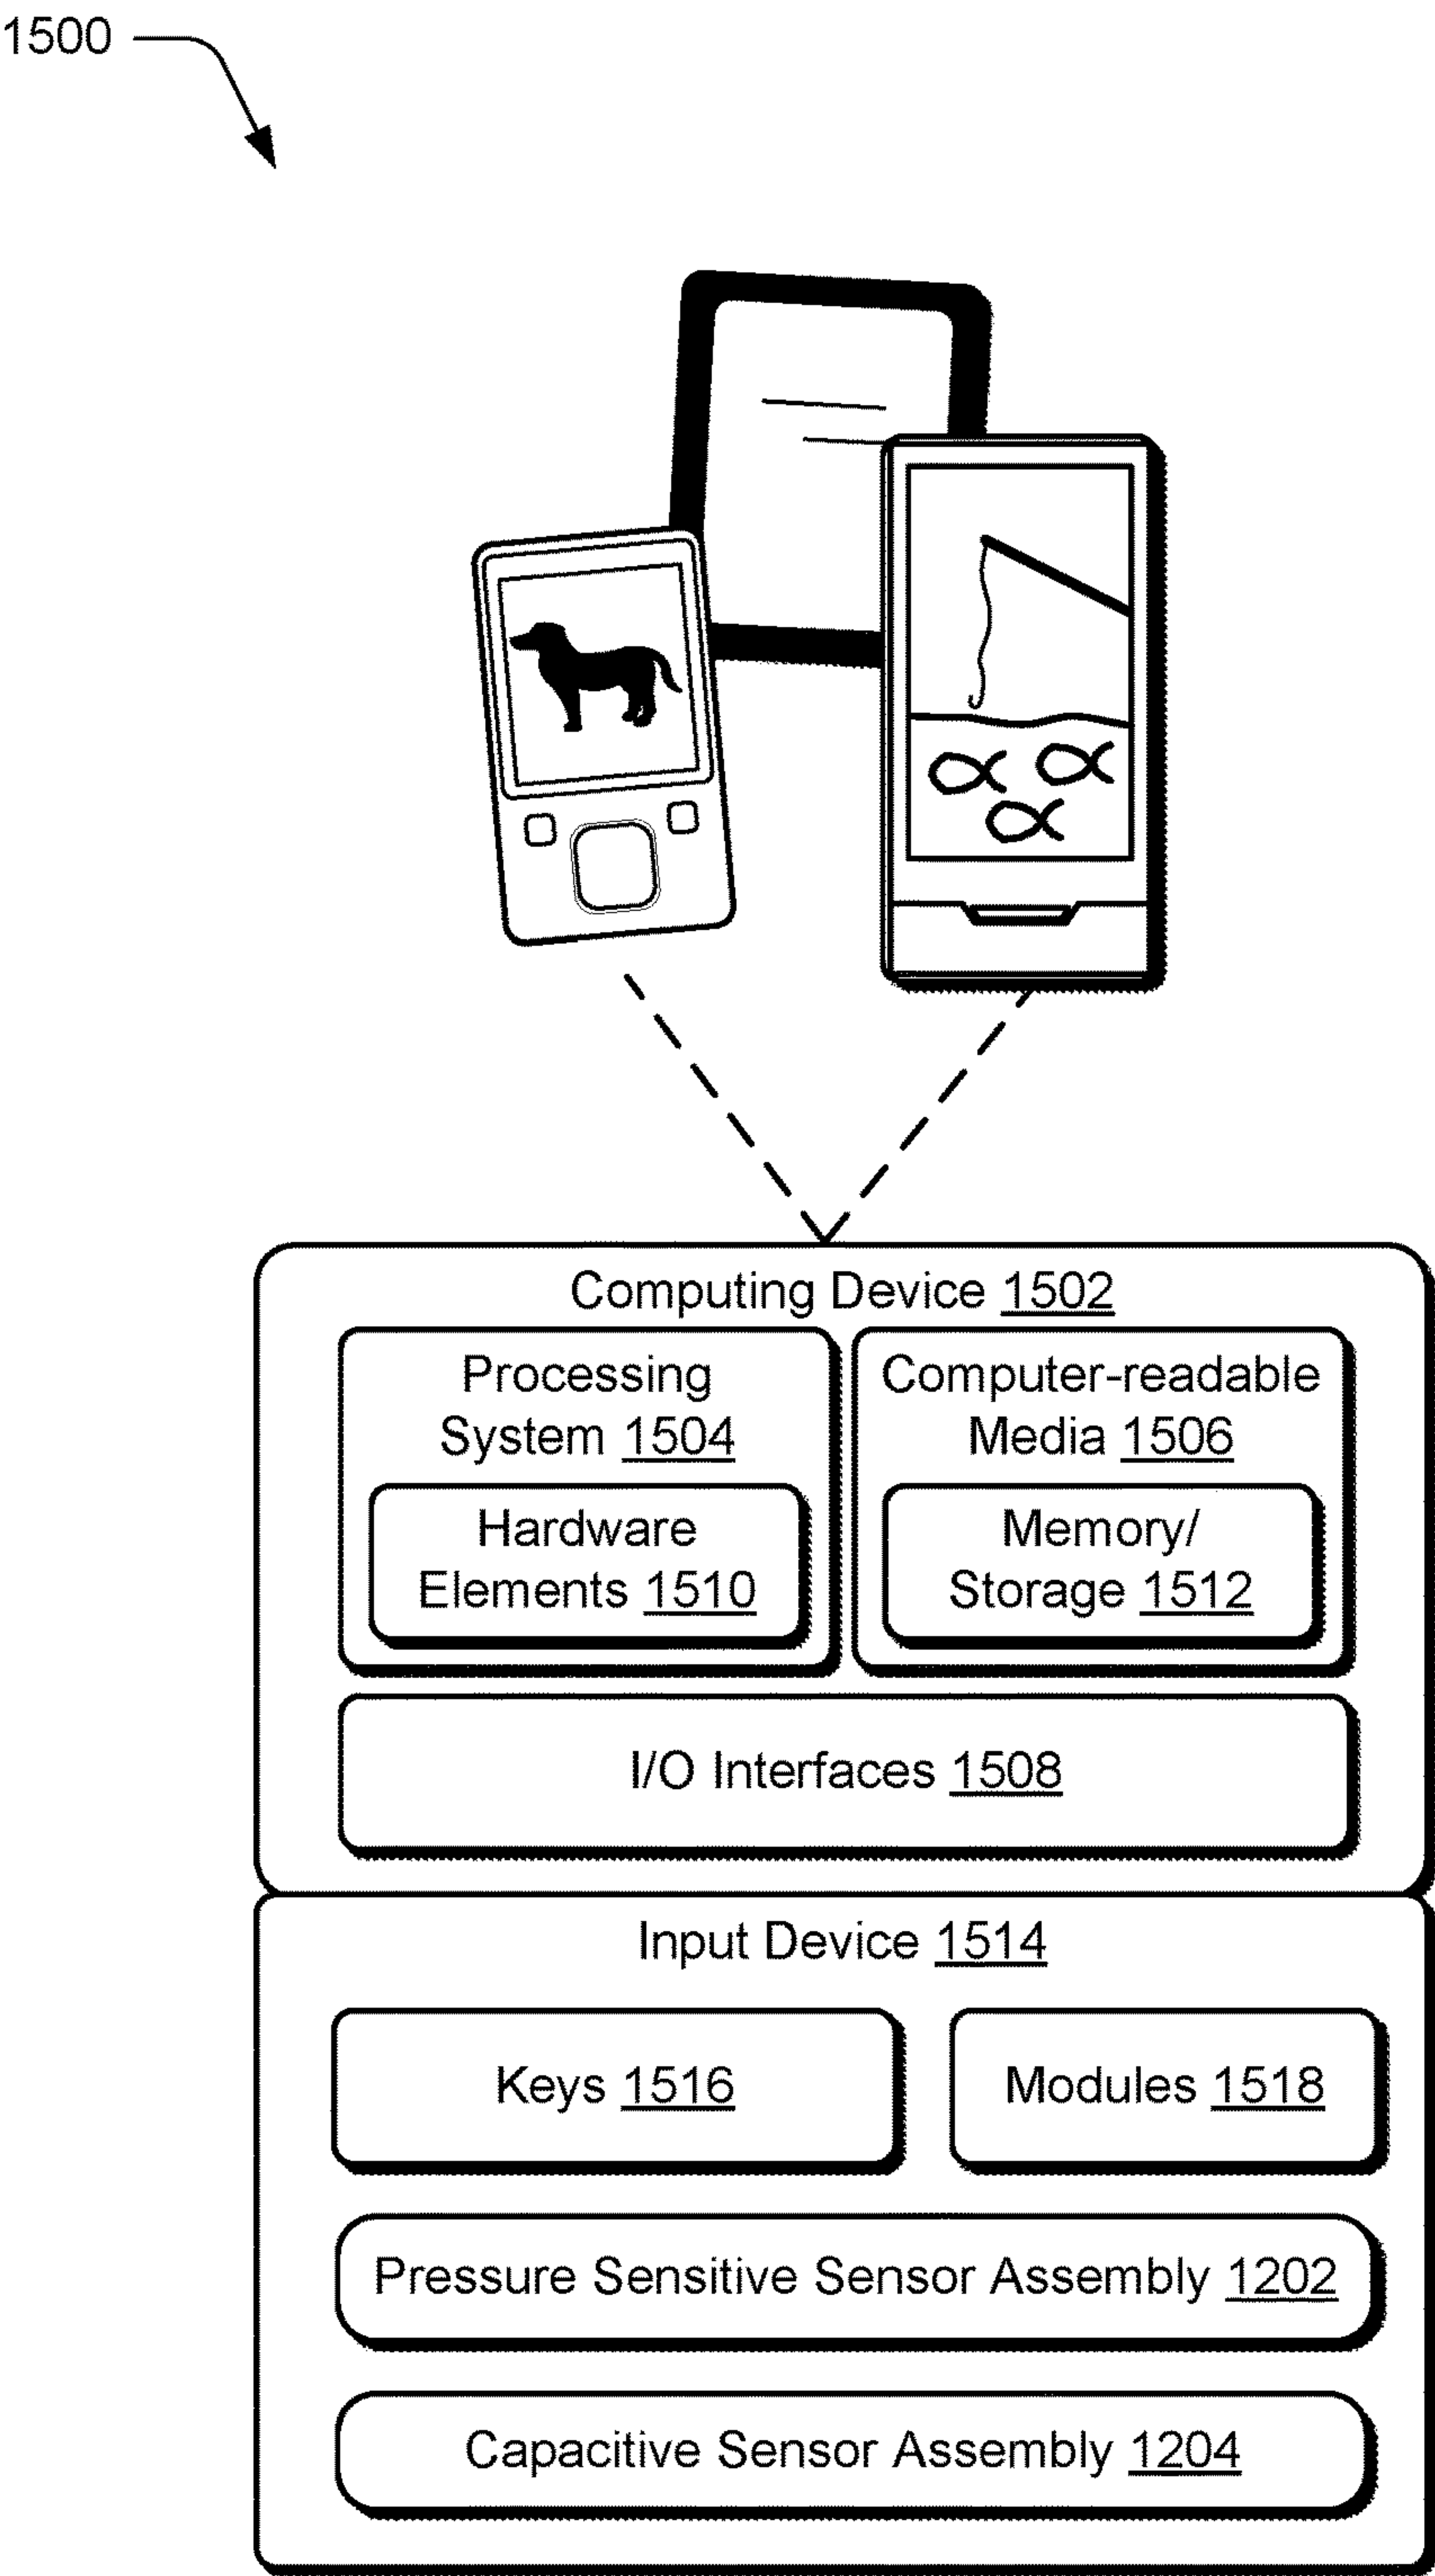 1500
Computing Device 1502
Processing
System 1504
Hardware
Elements 1510
Computer-readable
Media 1506
Memory/
Storage 1512
I/O Interfaces 1508
Input Device 1514
Keys 1516
Modules 1518
Pressure Sensitive Sensor Assembly 1202
Capacitive Sensor Assembly 1204